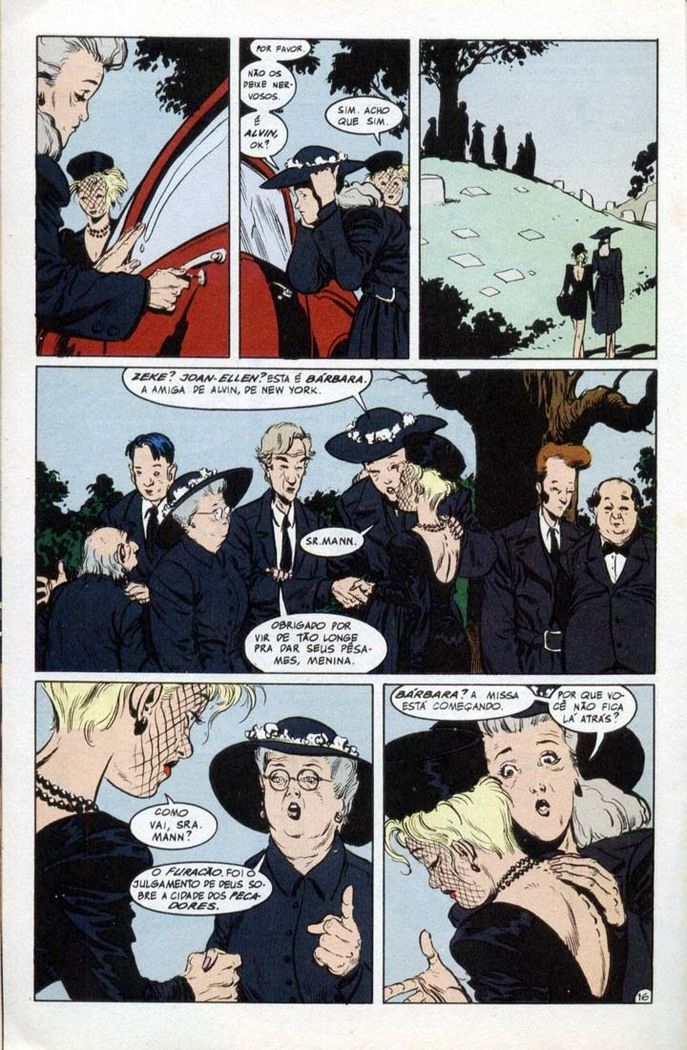 POR FAVOR.
NÃO OS
DEIXE NER-
VOSOS.
É
ALVIN,
OK?
SIM. ACHO
QUE SIM.
ZEKE? JOAN-ELLEN? ESTA É BÁRBARA.
A AMIGA DE ALVIN, DE NEW YORK.
SR. MANN.
OBRIGADO POR
VIR DE TÃO LONGE
PRA DAR SEUS PÊSA-
MES, MENINA.
COMO
VAI, SRA.
MANN?
O FURACÃO. FOI O
JULGAMENTO DE DEUS SO-
BRE A CIDADE DOS PECA-
DORES.
BÁRBARA? A MISSA
ESTÁ COMEÇANDO.
POR QUE VO-
CÊ NÃO FICA
LÁ ATRÁS?
16